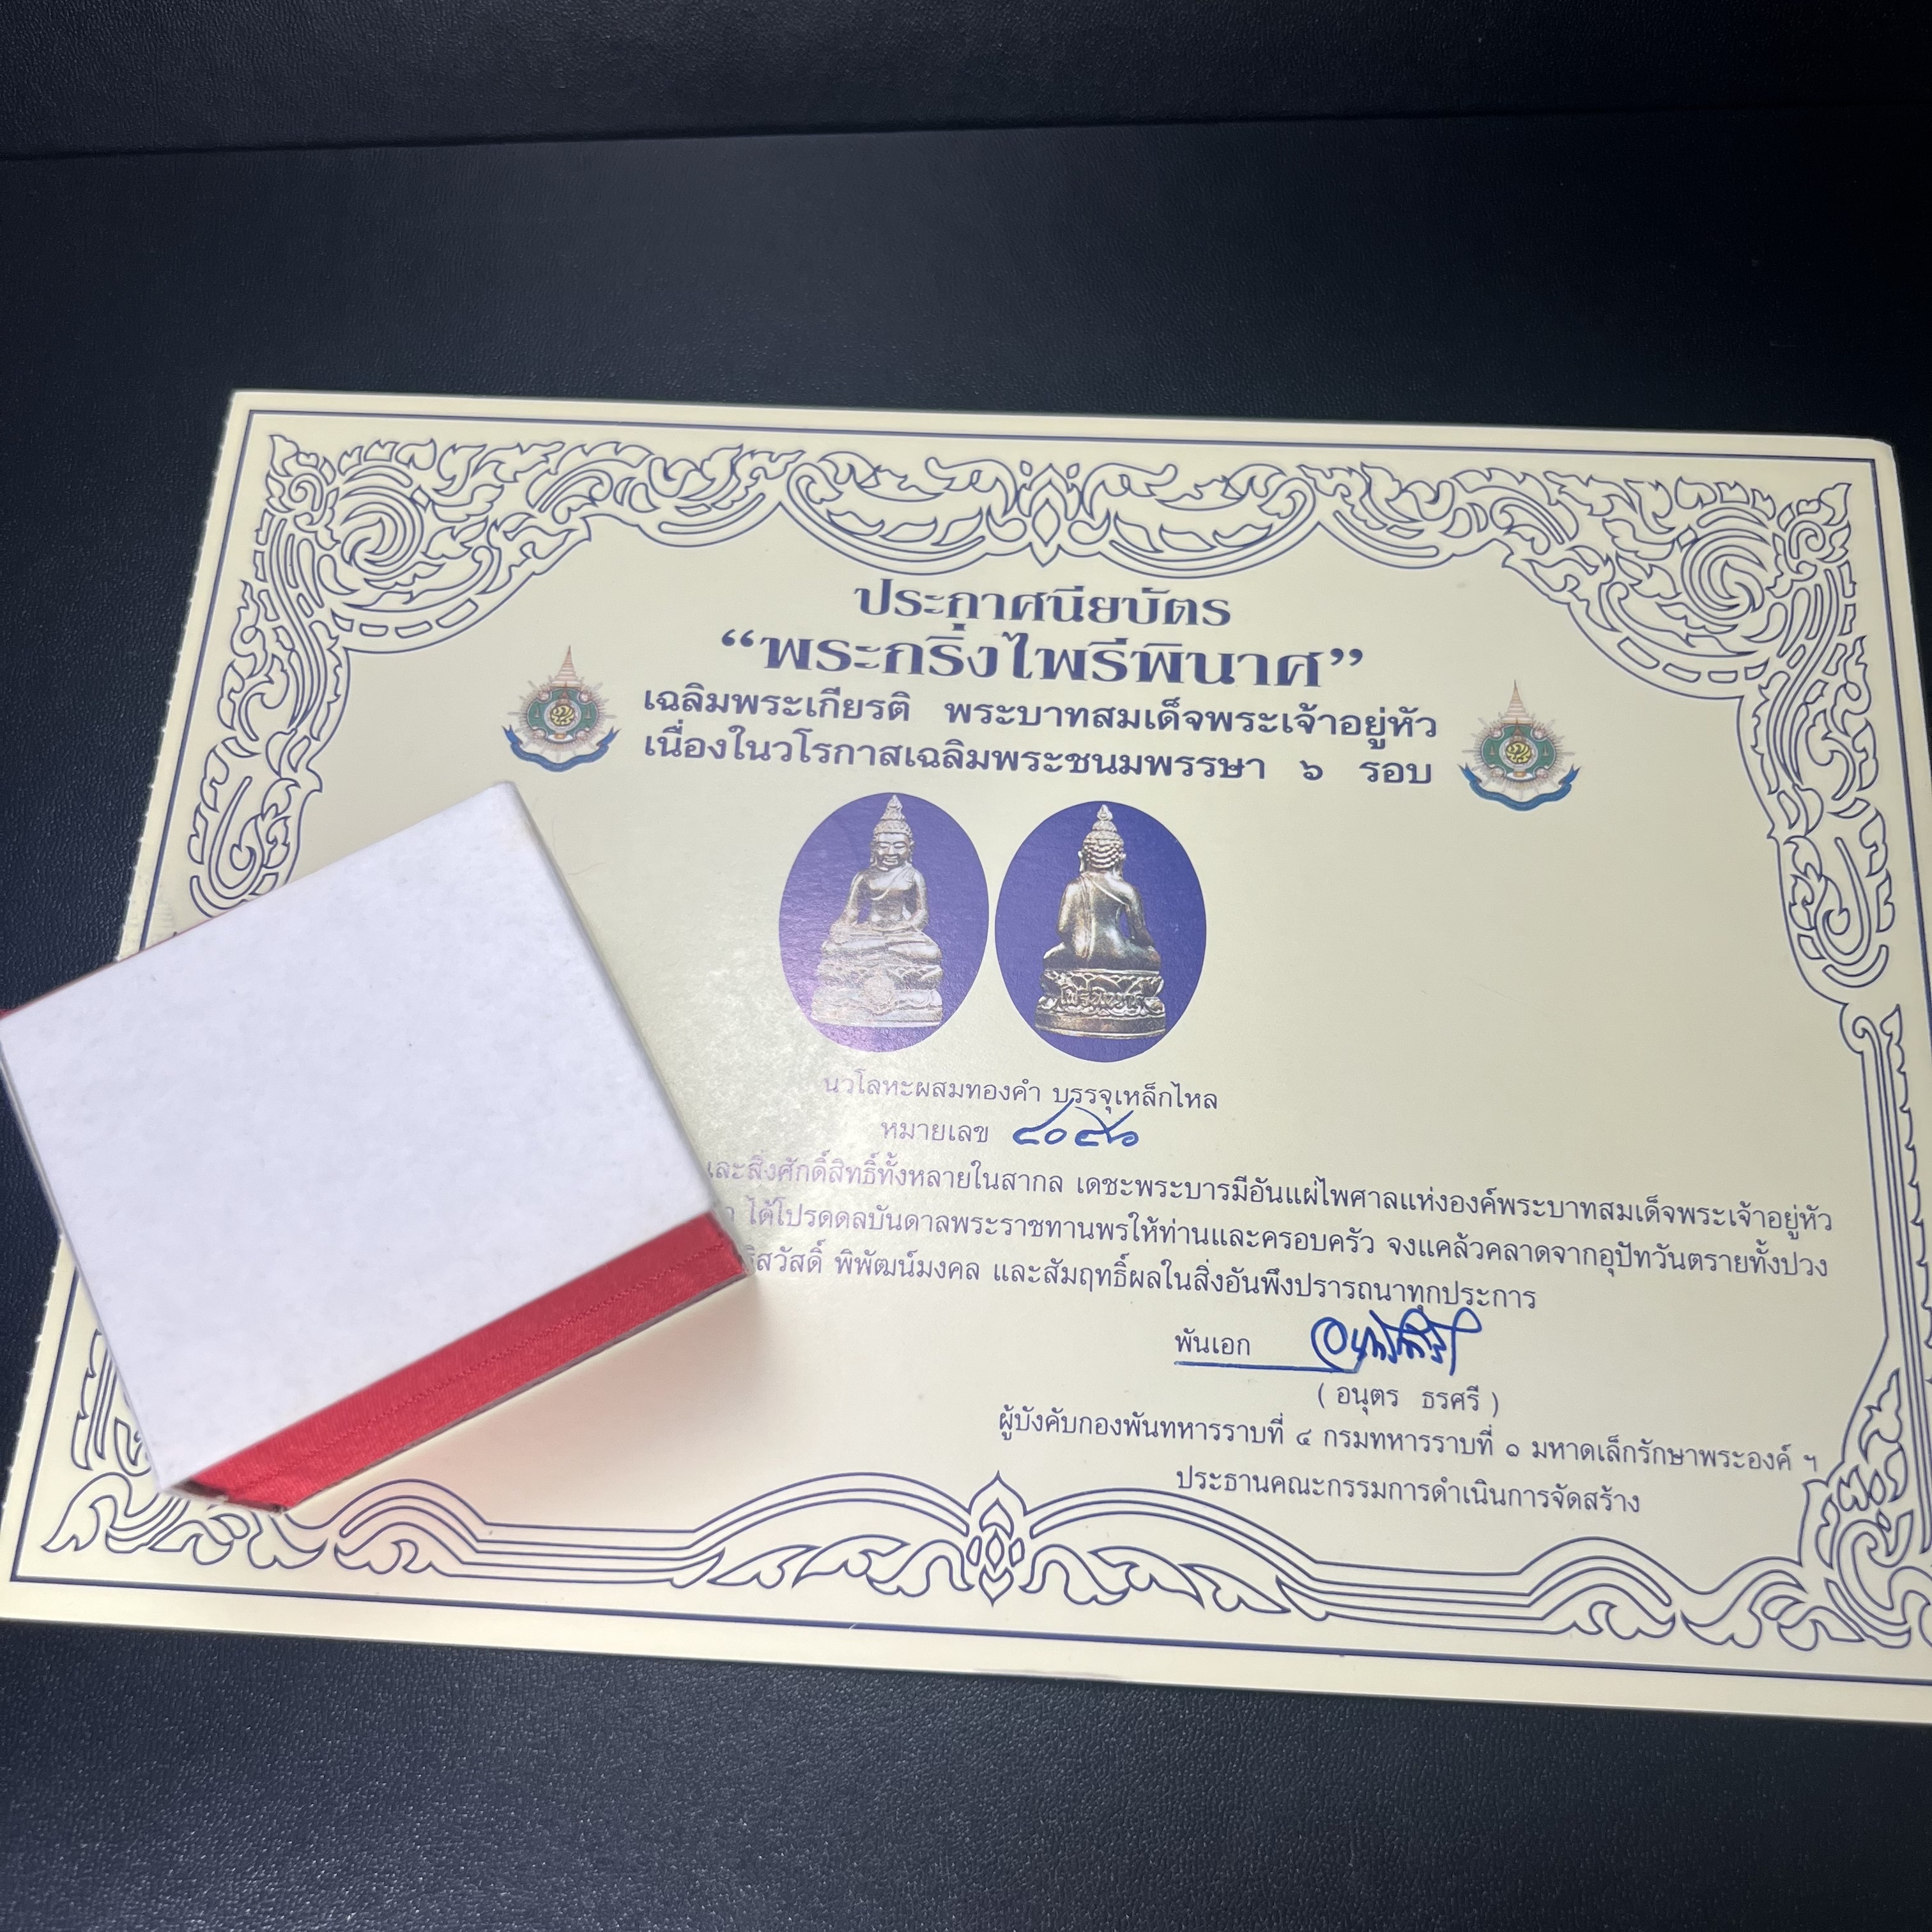 ประกาศนียบัตร
“พระกริ่งไพรีพินาศ”
เฉลิมพระเกียรติ พระบาทสมเด็จพระเจ้าอยู่หัว
เนื่องในวโรกาสเฉลิมพระชนมพรรษา ๖ รอบ
ไพรีพินาศ
นวโลหะผสมทองคำ บรรจุเหล็กไหล
หมายเลข ๘๐๕๖
และสิ่งศักดิ์สิทธิ์ทั้งหลายในสากล เดชะพระบารมีอันแผ่ไพศาลแห่งองค์พระบาทสมเด็จพระเจ้าอยู่หัว
ได้โปรดดลบันดาลพระราชทานพรให้ท่านและครอบครัว จงแคล้วคลาดจากอุปัทวันตรายทั้งปวง
พิพัฒน์มงคล และสัมฤทธิ์ผลในสิ่งอันพึงปรารถนาทุกประการ
พันเอก
( อนุตร ธรศรี )
ผู้บังคับกองพันทหารราบที่ ๔ กรมทหารราบที่ ๑ มหาดเล็กรักษาพระองค์ ฯ
ประธานคณะกรรมการดำเนินการจัดสร้าง